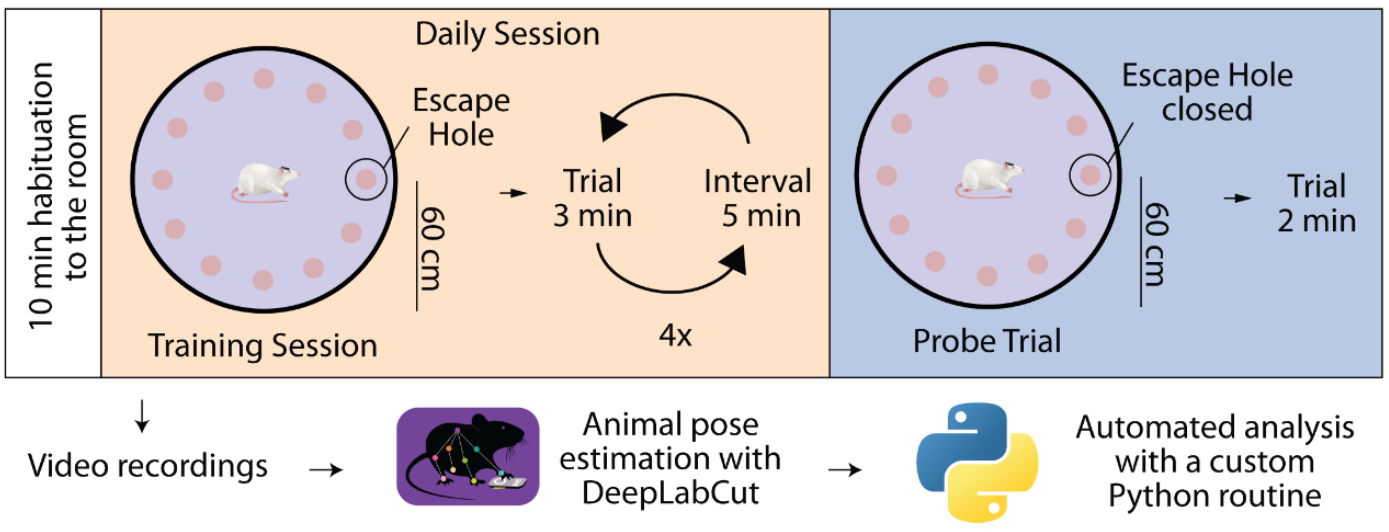 10 min habituation
to the room
Daily Session
Escape
Hole
60 cm
Training Session
Trial
3 min
Interval
5 min
4x
Escape Hole
closed
60 cm
Probe Trial
Trial
2 min
Video recordings
Animal pose
estimation with
DeepLabCut
Automated analysis
with a custom
Python routine